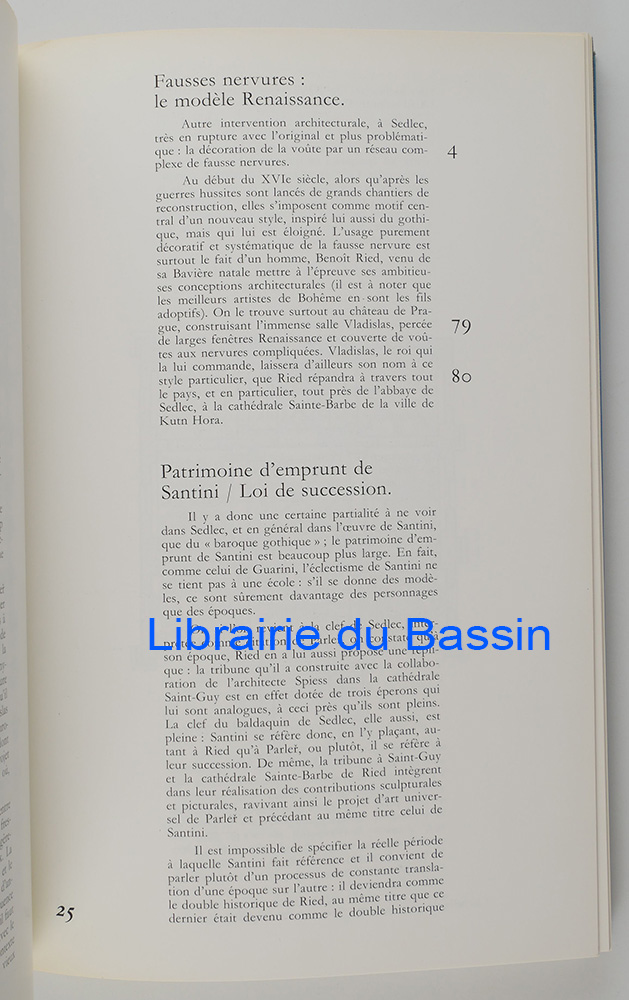 Fausses nervures :
le modèle Renaissance.
Autre intervention architecturale, à Sedlec,
très en rupture avec l'original et plus problémati-
que : la décoration de la voûte par un réseau com-
plexe de fausse nervures.
4
Au début du XVIe siècle, alors qu'après les
guerres hussites sont lancés de grands chantiers de
reconstruction, elles s'imposent comme motif cen-
tral d'un nouveau style, inspiré lui aussi du gothi-
que, mais qui lui est éloigné. L'usage purement
décoratif et systématique de la fausse nervure est
surtout le fait d'un homme, Benoît Ried, venu de
sa Bavière natale mettre à l'épreuve ses ambitieu-
ses conceptions architecturales (il est à noter que
les meilleurs artistes de Bohême en sont les fils
adoptifs). On le trouve surtout au château de Pra-
gue, construisant l'immense salle Vladislas, percée
79
de larges fenêtres Renaissance et couverte de voû-
tes aux nervures compliquées. Vladislas, le roi qui
la lui commande, laissera d'ailleurs son nom à ce
style particulier, que Ried répandra à travers tout
80
le pays, et en particulier, tout près de l'abbaye de
Sedlec, à la cathédrale Sainte-Barbe de la ville de
Kutn Hora.
Patrimoine d'emprunt de
Santini / Loi de succession.
Il y a donc une certaine partialité à ne voir
dans Sedlec, et en général dans l'œuvre de Santini,
que du « baroque gothique » ; le patrimoine d'em-
prunt de Santini est beaucoup plus large. En fait,
comme celui de Guarini, l'éclectisme de Santini ne
se tient pas à une école : s'il se donne des modè-
les, ce sont sûrement davantage des personnages
que des époques.
revient à la clef de Sedlec,
Librairie du Bassin
son époque, Ried en a lui aussi proposé une répli-
que : la tribune qu'il a construite avec la collabo-
ration de l'architecte Spiess dans la cathédrale
Saint-Guy est en effet dotée de trois éperons qui
lui sont analogues, à ceci près qu'ils sont pleins.
La clef du baldaquin de Sedlec, elle aussi, est
pleine : Santini se réfère donc, en l'y plaçant, au-
tant à Ried qu'à Parleř, ou plutôt, il se réfère à
leur succession. De même, la tribune à Saint-Guy
et la cathédrale Sainte-Barbe de Ried intègrent
dans leur réalisation des contributions sculpturales
et picturales, ravivant ainsi le projet d'art univer-
sel de Parleř et précédant au même titre celui de
Santini.
Il est impossible de spécifier la réelle période
à laquelle Santini fait référence et il convient de
parler plutôt d'un processus de constante transla-
tion d'une époque sur l'autre : il deviendra comme
le double historique de Ried, au même titre que ce
dernier était devenu comme le double historique
25